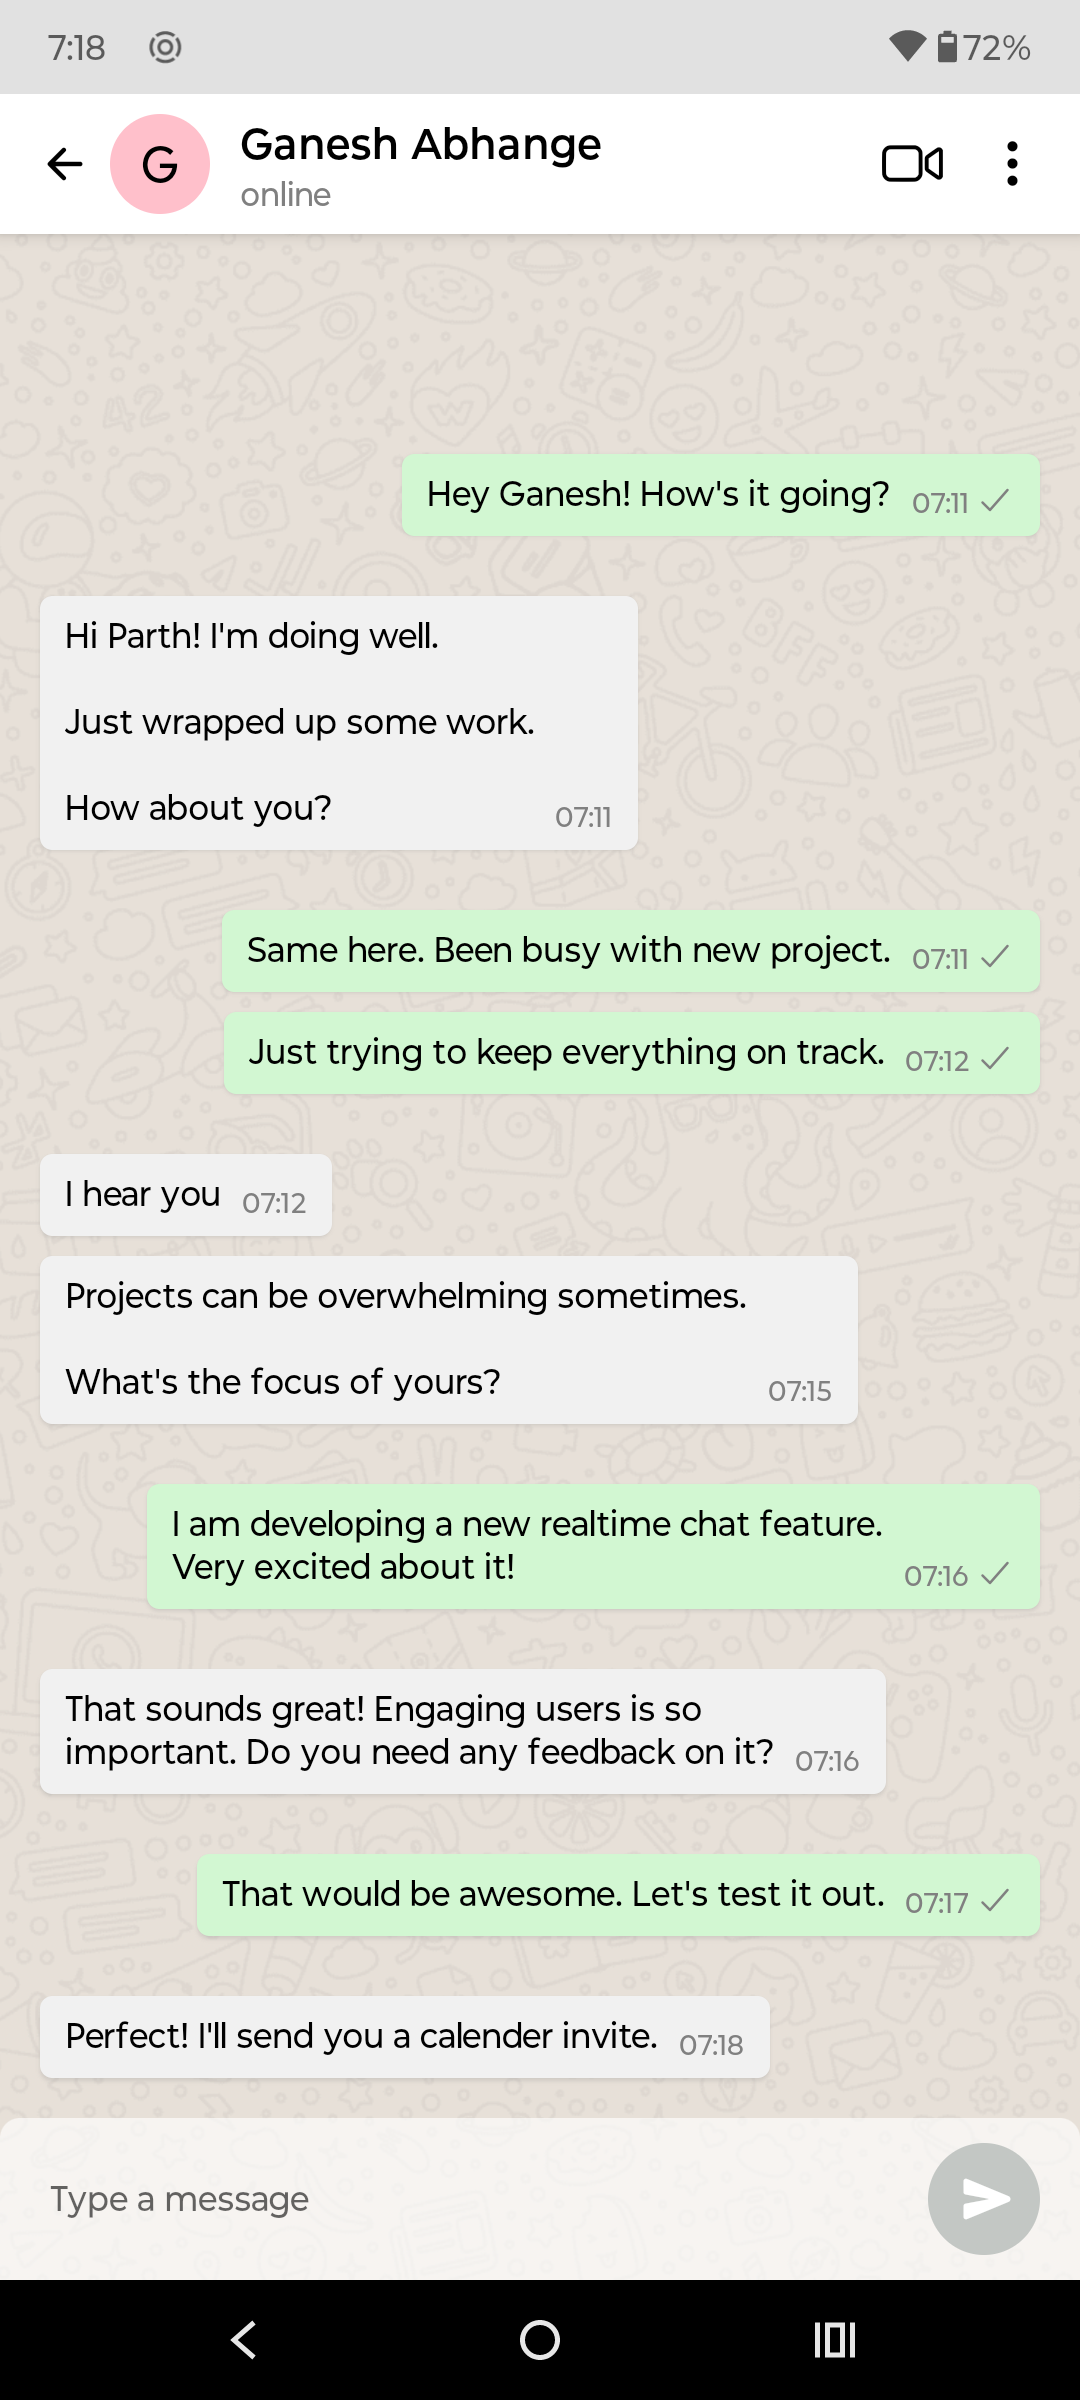 7:18
72%
G
Ganesh Abhange
online
Hey Ganesh! How's it going? 07:11
Hi Parth! I'm doing well.
Just wrapped up some work.
How about you? 07:11
Same here. Been busy with new project. 07:11
Just trying to keep everything on track. 07:12
I hear you 07:12
Projects can be overwhelming sometimes.
What's the focus of yours? 07:15
I am developing a new realtime chat feature.
Very excited about it! 07:16
That sounds great! Engaging users is so
important. Do you need any feedback on it? 07:16
That would be awesome. Let's test it out. 07:17
Perfect! I'll send you a calender invite. 07:18
Type a message